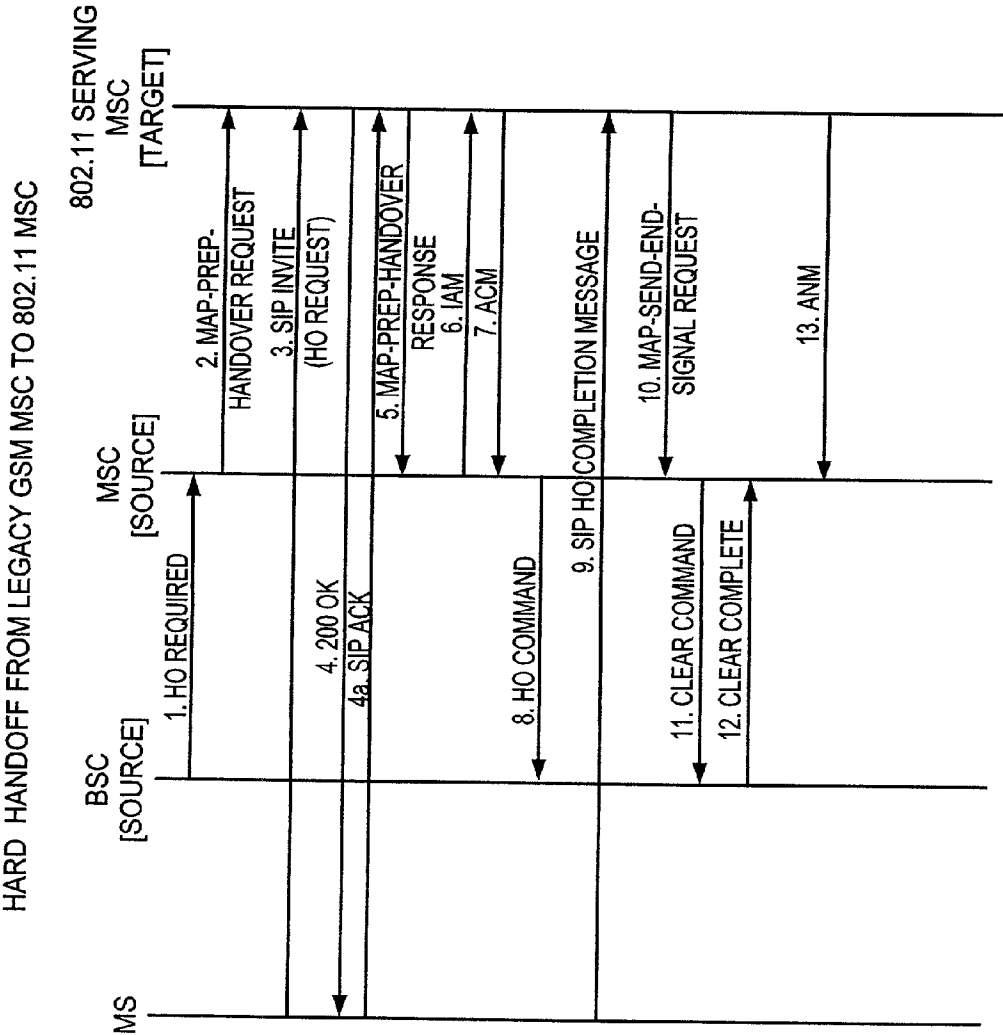 HARD HANDOFF FROM LEGACY GSM MSC TO 802.11 MSC
MS
BSC
[SOURCE]
MSC
[SOURCE]
802.11 SERVING
MSC
[TARGET]
1. HO REQUIRED
2. MAP-PREP-
HANDOVER REQUEST
3. SIP INVITE
(HO REQUEST)
4. 200 OK
4a. SIP ACK
5. MAP-PREP-HANDOVER
RESPONSE
6. IAM
7. ACM
8. HO COMMAND
9. SIP HO COMPLETION MESSAGE
10. MAP-SEND-END-
SIGNAL REQUEST
11. CLEAR COMMAND
12. CLEAR COMPLETE
13. ANM